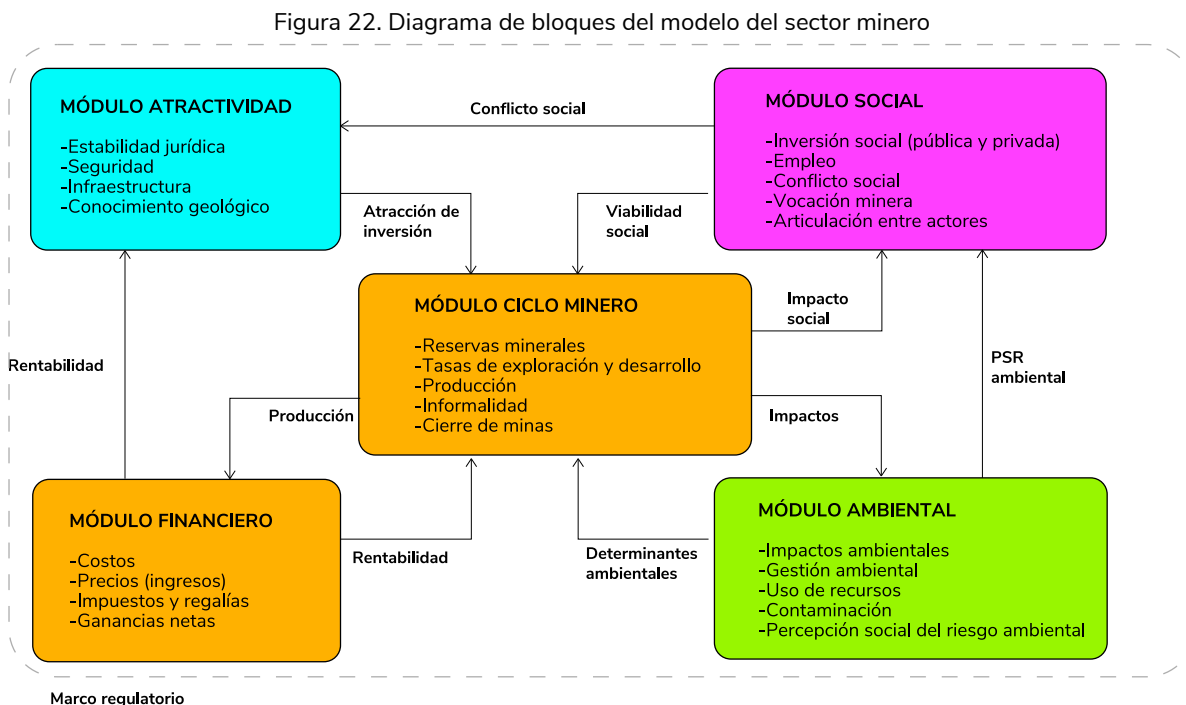 Figura 22. Diagrama de bloques del modelo del sector minero
MÓDULO ATRACTIVIDAD
-Estabilidad jurídica
-Seguridad
-Infraestructura
-Conocimiento geológico
Conflicto social
MÓDULO SOCIAL
-Inversión social (pública y privada)
-Empleo
-Conflicto social
-Vocación minera
-Articulación entre actores
Atracción de
inversión
Viabilidad
social
MÓDULO CICLO MINERO
-Reservas minerales
-Tasas de exploración y desarrollo
-Producción
-Informalidad
-Cierre de minas
Impacto
social
Rentabilidad
PSR
ambiental
Producción
Impactos
MÓDULO FINANCIERO
-Costos
-Precios (ingresos)
-Impuestos y regalías
-Ganancias netas
Rentabilidad
Determinantes
ambientales
MÓDULO AMBIENTAL
-Impactos ambientales
-Gestión ambiental
-Uso de recursos
-Contaminación
-Percepción social del riesgo ambiental
Marco regulatorio